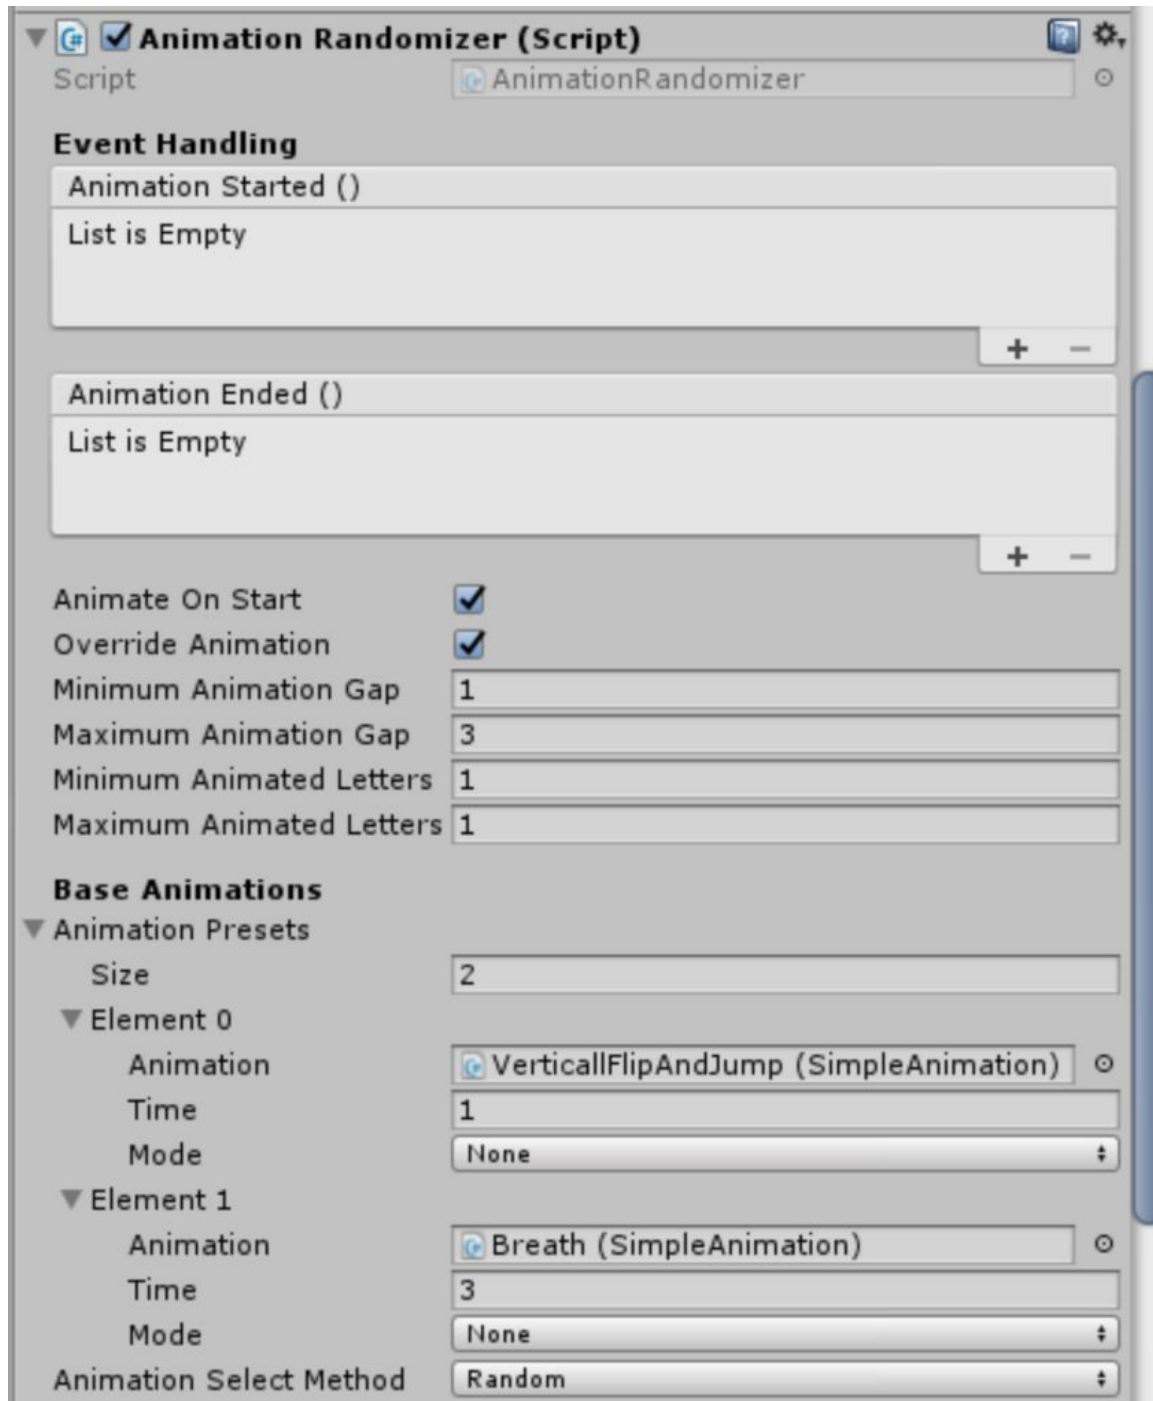 Animation Randomizer (Script)
Script AnimationRandomizer
Event Handling
Animation Started ()
List is Empty
+ −
Animation Ended ()
List is Empty
+ −
Animate On Start
Override Animation
Minimum Animation Gap 1
Maximum Animation Gap 3
Minimum Animated Letters 1
Maximum Animated Letters 1
Base Animations
Animation Presets
Size 2
Element 0
Animation VerticallFlipAndJump (SimpleAnimation)
Time 1
Mode None
Element 1
Animation Breath (SimpleAnimation)
Time 3
Mode None
Animation Select Method Random